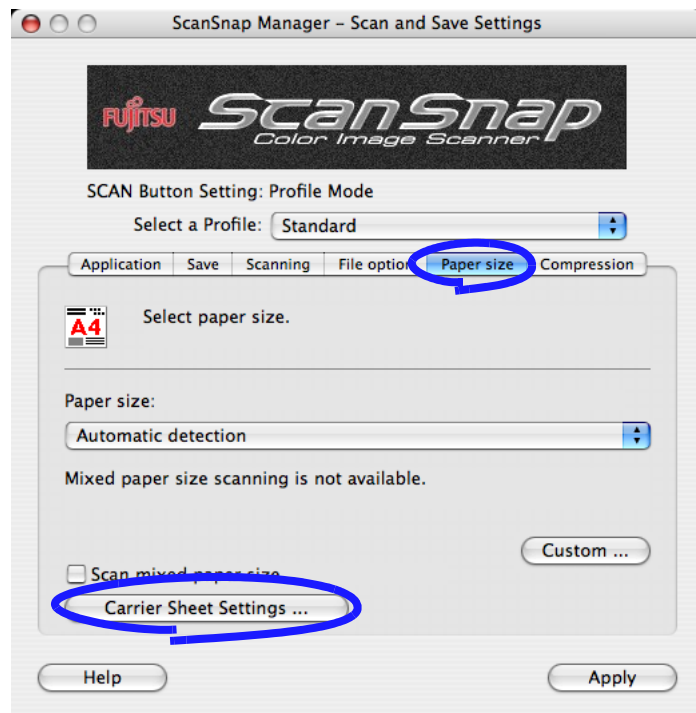 ScanSnap Manager – Scan and Save Settings
FUJITSU ScanSnap
Color Image Scanner
SCAN Button Setting: Profile Mode
Select a Profile: Standard
Application Save Scanning File option Paper size Compression
A4 Select paper size.
Paper size:
Automatic detection
Mixed paper size scanning is not available.
Custom ...
Scan mixed paper size
Carrier Sheet Settings ...
Help Apply